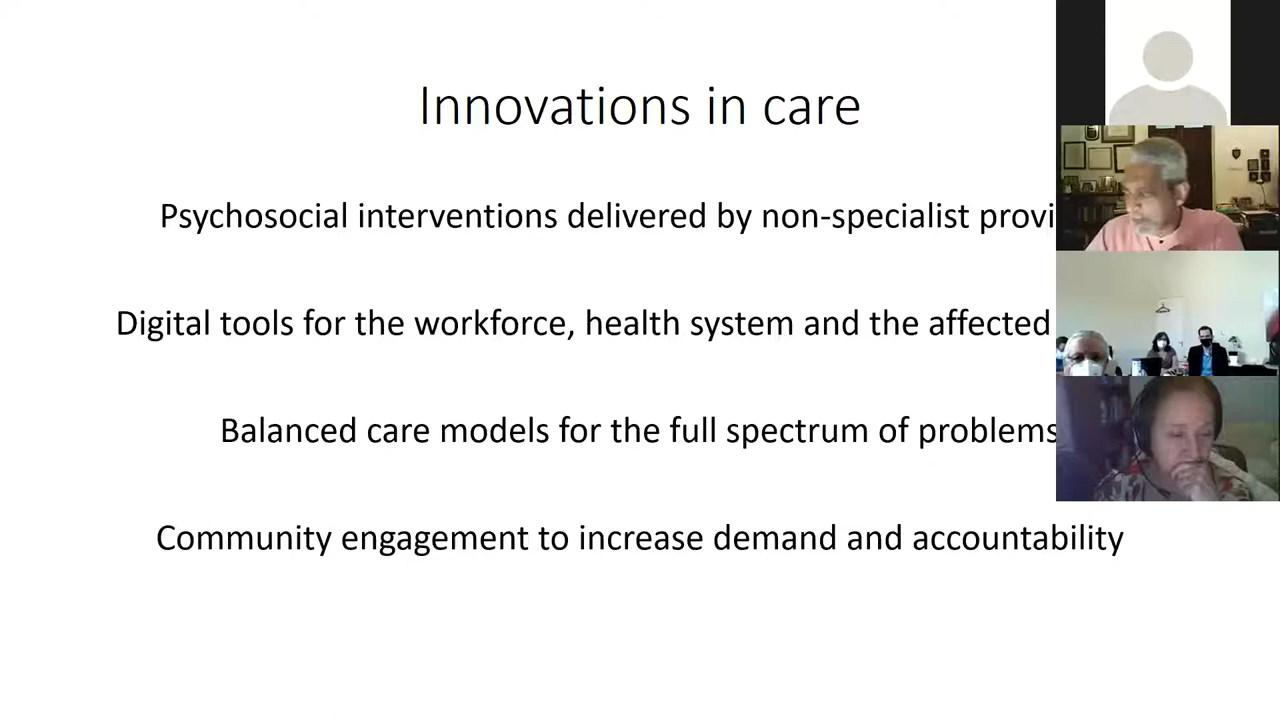 Innovations in care
Psychosocial interventions delivered by non-specialist
Digital tools for the workforce, health system and the affected
Balanced care models for the full spectrum of problems
Community engagement to increase demand and accountability